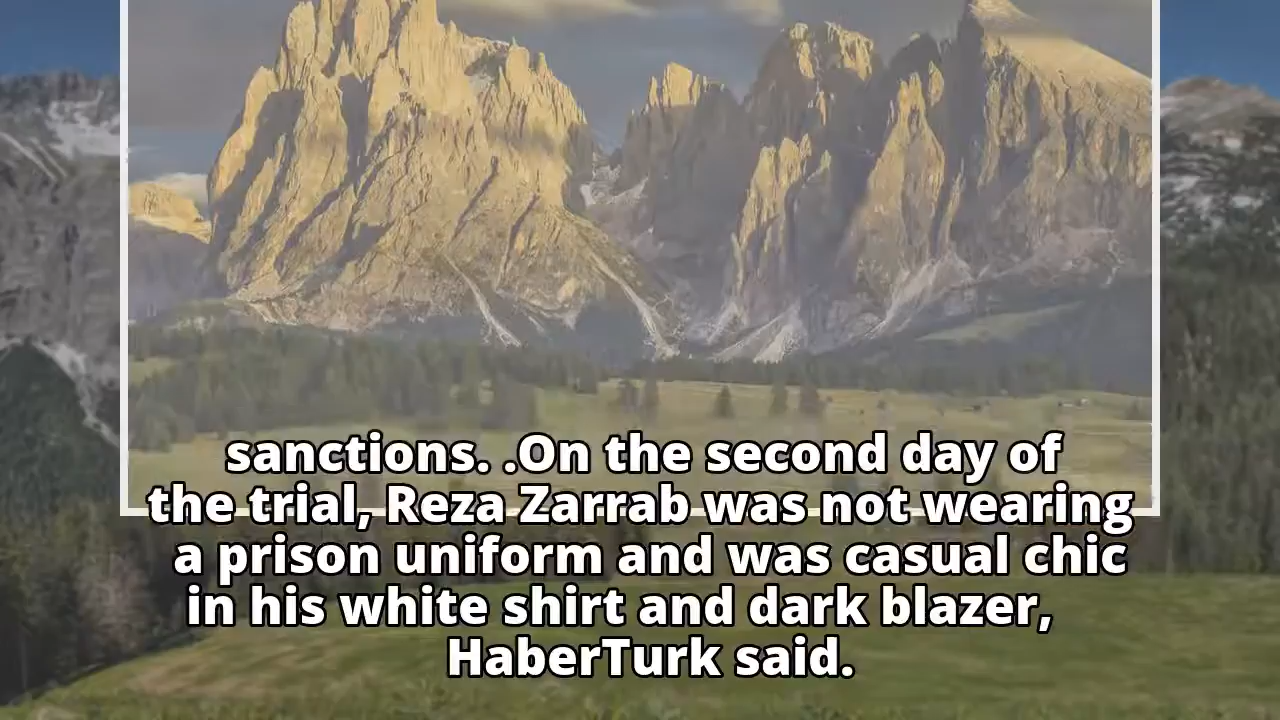 sanctions. .On the second day of
the trial, Reza Zarrab was not wearing
a prison uniform and was casual chic
in his white shirt and dark blazer,
HaberTurk said.